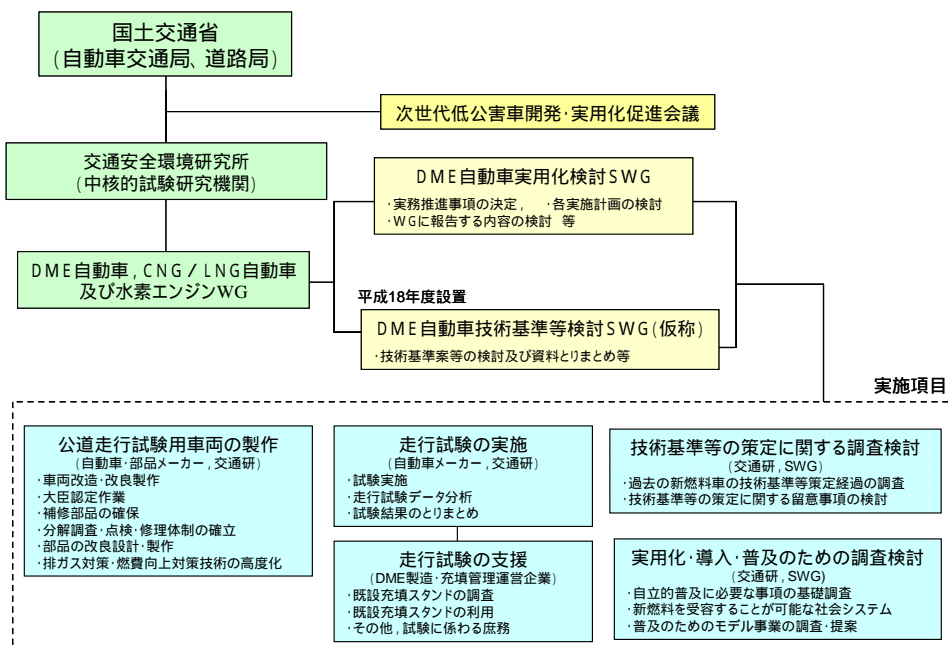 国土交通省
(自動車交通局、道路局)
次世代低公害車開発・実用化促進会議
交通安全環境研究所
(中核的試験研究機関)
DME自動車実用化検討SWG
・実務推進事項の決定， ・各実施計画の検討
・WGに報告する内容の検討 等
DME自動車，CNG／LNG自動車
及び水素エンジンWG
平成18年度設置
DME自動車技術基準等検討SWG(仮称)
・技術基準案等の検討及び資料とりまとめ等
実施項目
公道走行試験用車両の製作
(自動車・部品メーカー，交通研)
・車両改造・改良製作
・大臣認定作業
・補修部品の確保
・分解調査・点検・修理体制の確立
・部品の改良設計・製作
・排ガス対策・燃費向上対策技術の高度化
走行試験の実施
(自動車メーカー，交通研)
・試験実施
・走行試験データ分析
・試験結果のとりまとめ
走行試験の支援
(DME製造・充填管理運営企業)
・既設充填スタンドの調査
・既設充填スタンドの利用
・その他，試験に係わる庶務
技術基準等の策定に関する調査検討
(交通研，SWG)
・過去の新燃料車の技術基準等策定経過の調査
・技術基準等の策定に関する留意事項の検討
実用化・導入・普及のための調査検討
(交通研，SWG)
・自立的普及に必要な事項の基礎調査
・新燃料を受容することが可能な社会システム
・普及のためのモデル事業の調査・提案